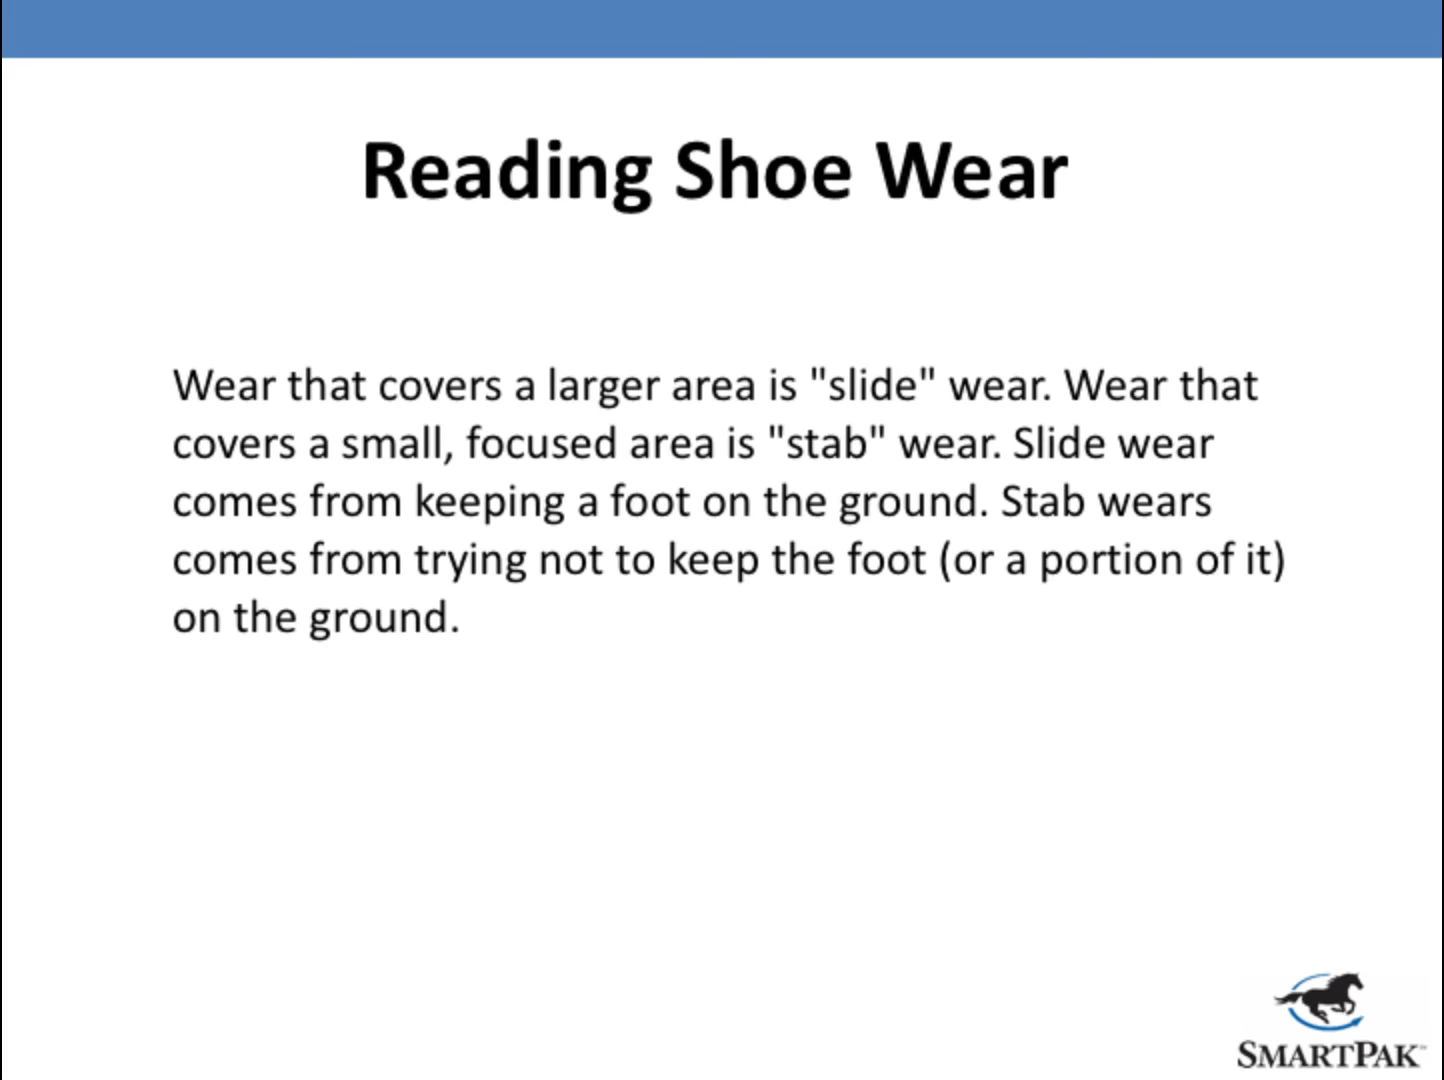 Reading Shoe Wear
Wear that covers a larger area is "slide" wear. Wear that
covers a small, focused area is "stab" wear. Slide wear
comes from keeping a foot on the ground. Stab wears
comes from trying not to keep the foot (or a portion of it)
on the ground.
SMARTPAK™